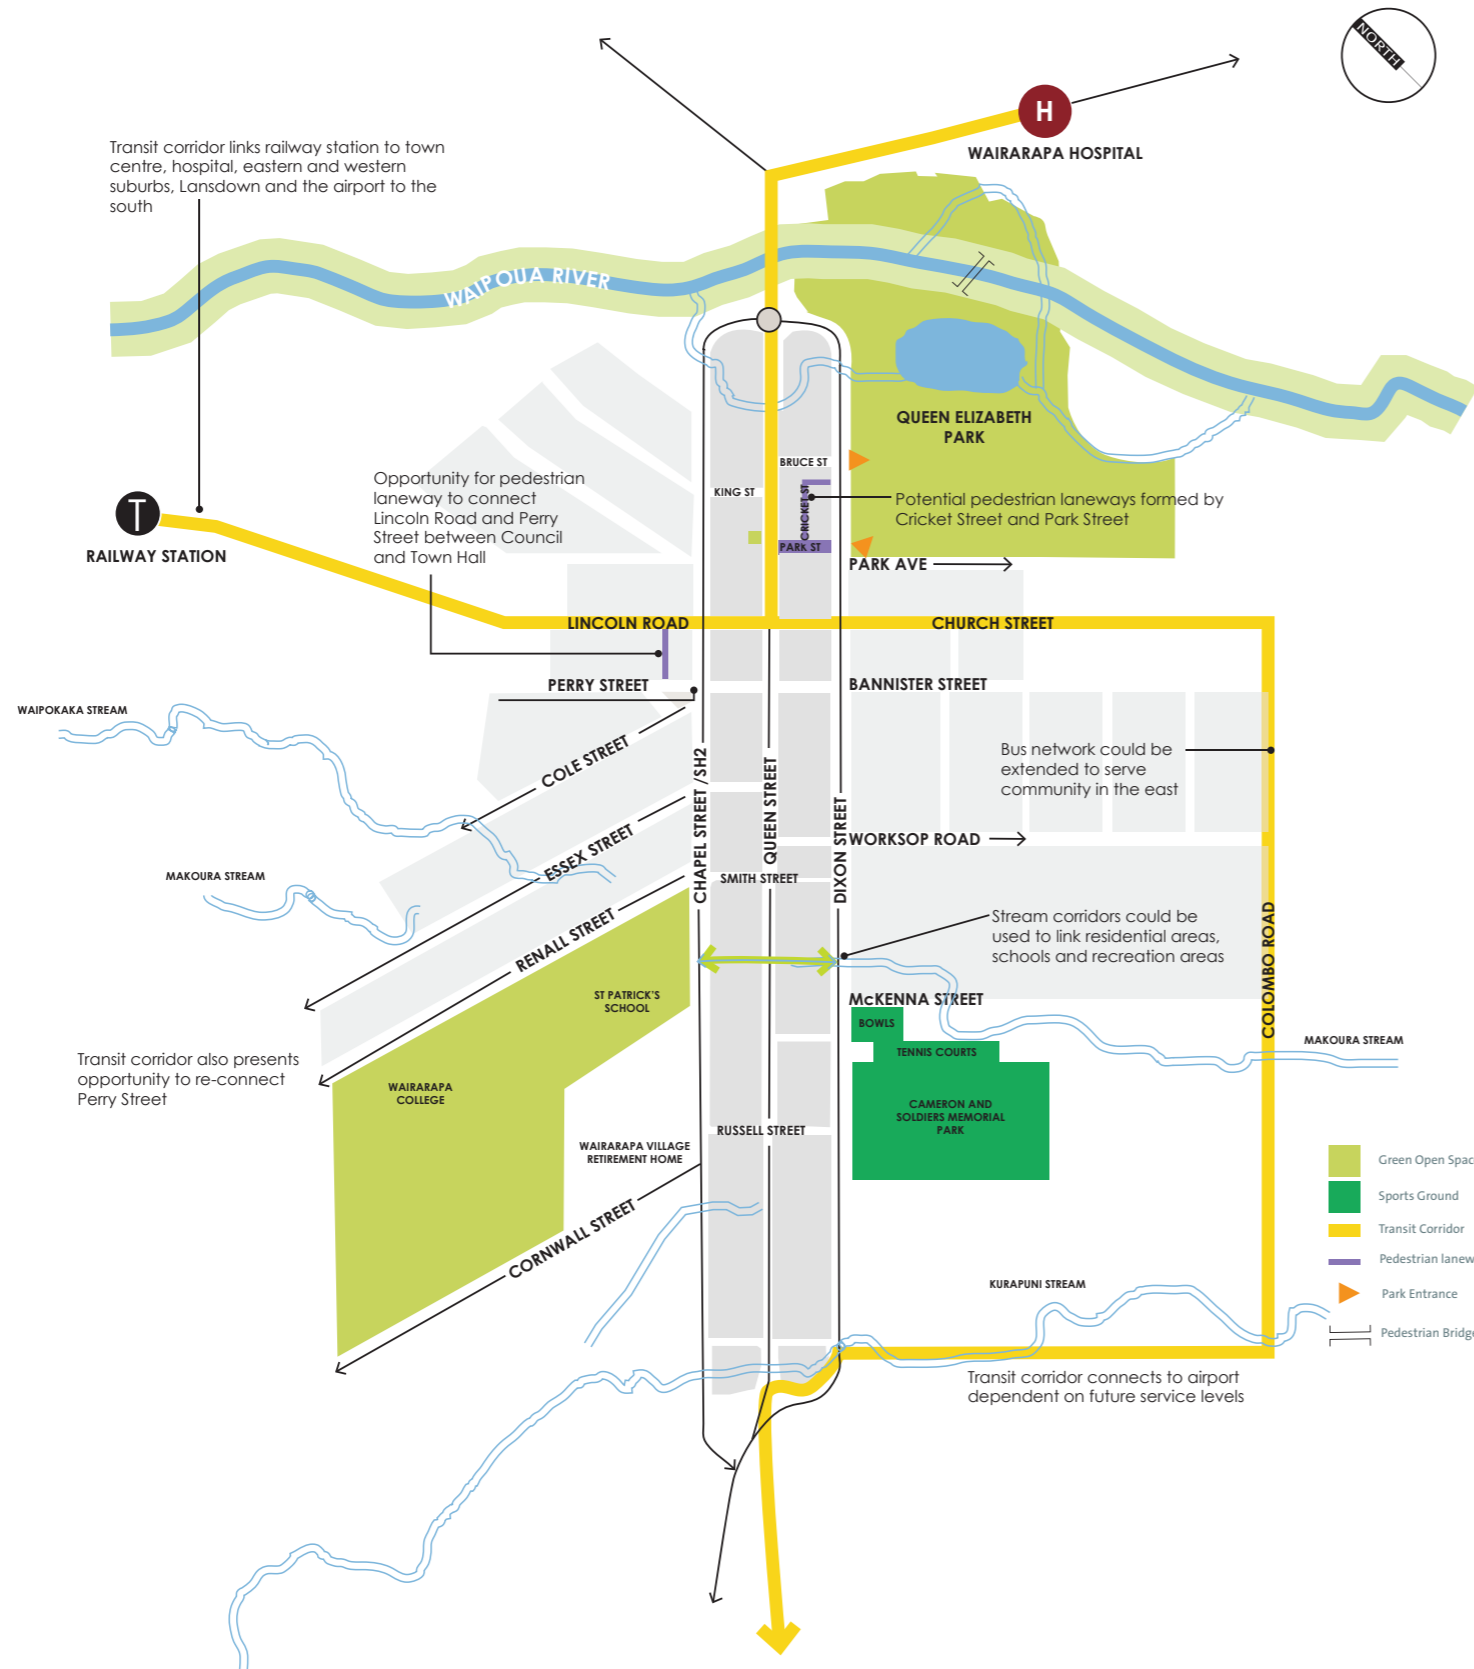 NORTH
H
WAIRARAPA HOSPITAL
Transit corridor links railway station to town
centre, hospital, eastern and western
suburbs, Lansdown and the airport to the
south
WAIPOUA RIVER
QUEEN ELIZABETH
PARK
BRUCE ST
KING ST
CRICKET ST
PARK ST
Opportunity for pedestrian
laneway to connect
Lincoln Road and Perry
Street between Council
and Town Hall
Potential pedestrian laneways formed by
Cricket Street and Park Street
T
RAILWAY STATION
PARK AVE
LINCOLN ROAD
CHURCH STREET
PERRY STREET
BANNISTER STREET
WAIPOKAKA STREAM
COLE STREET
CHAPEL STREET /SH2
QUEEN STREET
DIXON STREET
Bus network could be
extended to serve
community in the east
WORKSOP ROAD
ESSEX STREET
MAKOURA STREAM
SMITH STREET
RENALL STREET
Stream corridors could be
used to link residential areas,
schools and recreation areas
COLOMBO ROAD
ST PATRICK'S
SCHOOL
McKENNA STREET
BOWLS
TENNIS COURTS
MAKOURA STREAM
Transit corridor also presents
opportunity to re-connect
Perry Street
WAIRARAPA
COLLEGE
CAMERON AND
SOLDIERS MEMORIAL
PARK
RUSSELL STREET
WAIRARAPA VILLAGE
RETIREMENT HOME
CORNWALL STREET
Green Open Spac
Sports Ground
Transit Corridor
Pedestrian lanew
Park Entrance
Pedestrian Bridge
KURAPUNI STREAM
Transit corridor connects to airport
dependent on future service levels